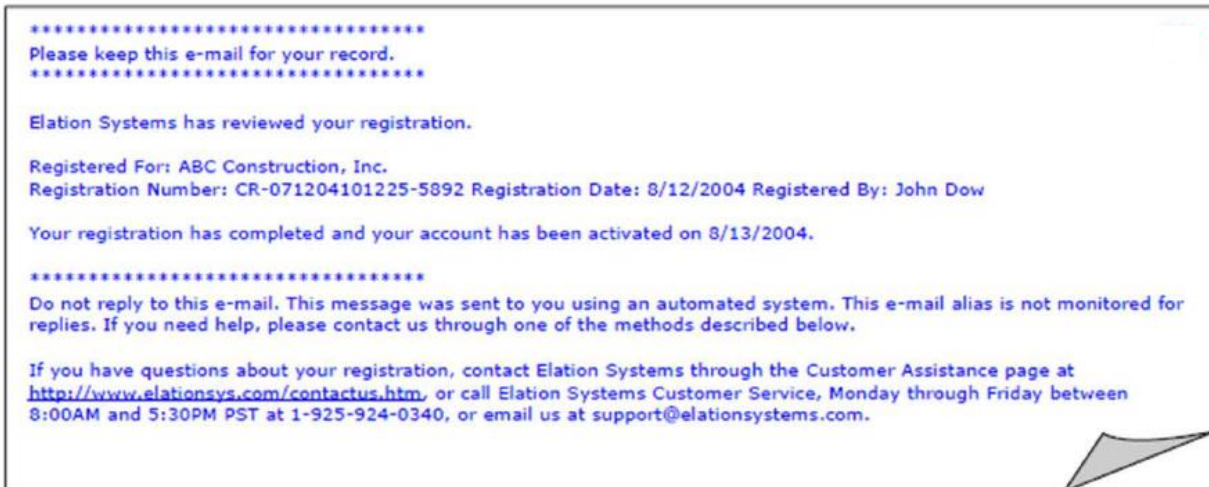 **********************************
Please keep this e-mail for your record.
**********************************
Elation Systems has reviewed your registration.
Registered For: ABC Construction, Inc.
Registration Number: CR-071204101225-5892 Registration Date: 8/12/2004 Registered By: John Dow
Your registration has completed and your account has been activated on 8/13/2004.
**********************************
Do not reply to this e-mail. This message was sent to you using an automated system. This e-mail alias is not monitored for
replies. If you need help, please contact us through one of the methods described below.
If you have questions about your registration, contact Elation Systems through the Customer Assistance page at
http://www.elationsys.com/contactus.htm, or call Elation Systems Customer Service, Monday through Friday between
8:00AM and 5:30PM PST at 1-925-924-0340, or email us at support@elationsystems.com.